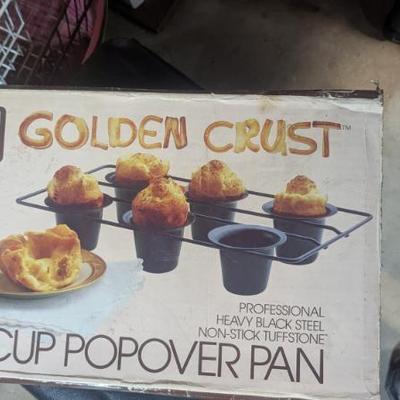 GOLDEN CRUST™
PROFESSIONAL
HEAVY BLACK STEEL
NON-STICK TUFFSTONE™
CUP POPOVER PAN